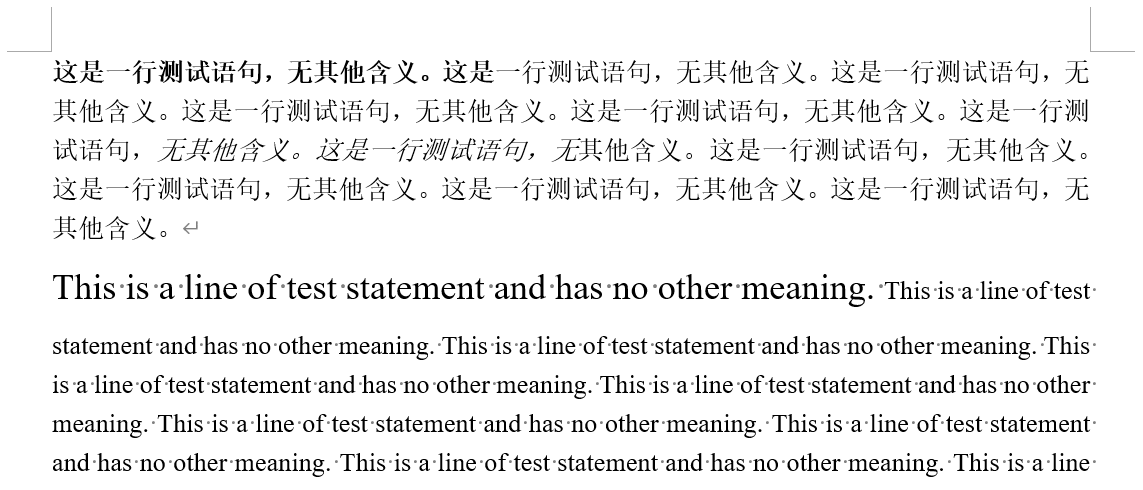 这是一行测试语句，无其他含义。这是一行测试语句，无其他含义。这是一行测试语句，无
其他含义。这是一行测试语句，无其他含义。这是一行测试语句，无其他含义。这是一行测
试语句，无其他含义。这是一行测试语句，无其他含义。这是一行测试语句，无其他含义。
这是一行测试语句，无其他含义。这是一行测试语句，无其他含义。这是一行测试语句，无
其他含义。
This is a line of test statement and has no other meaning. This is a line of test
statement and has no other meaning. This is a line of test statement and has no other meaning. This
is a line of test statement and has no other meaning. This is a line of test statement and has no other
meaning. This is a line of test statement and has no other meaning. This is a line of test statement
and has no other meaning. This is a line of test statement and has no other meaning. This is a line